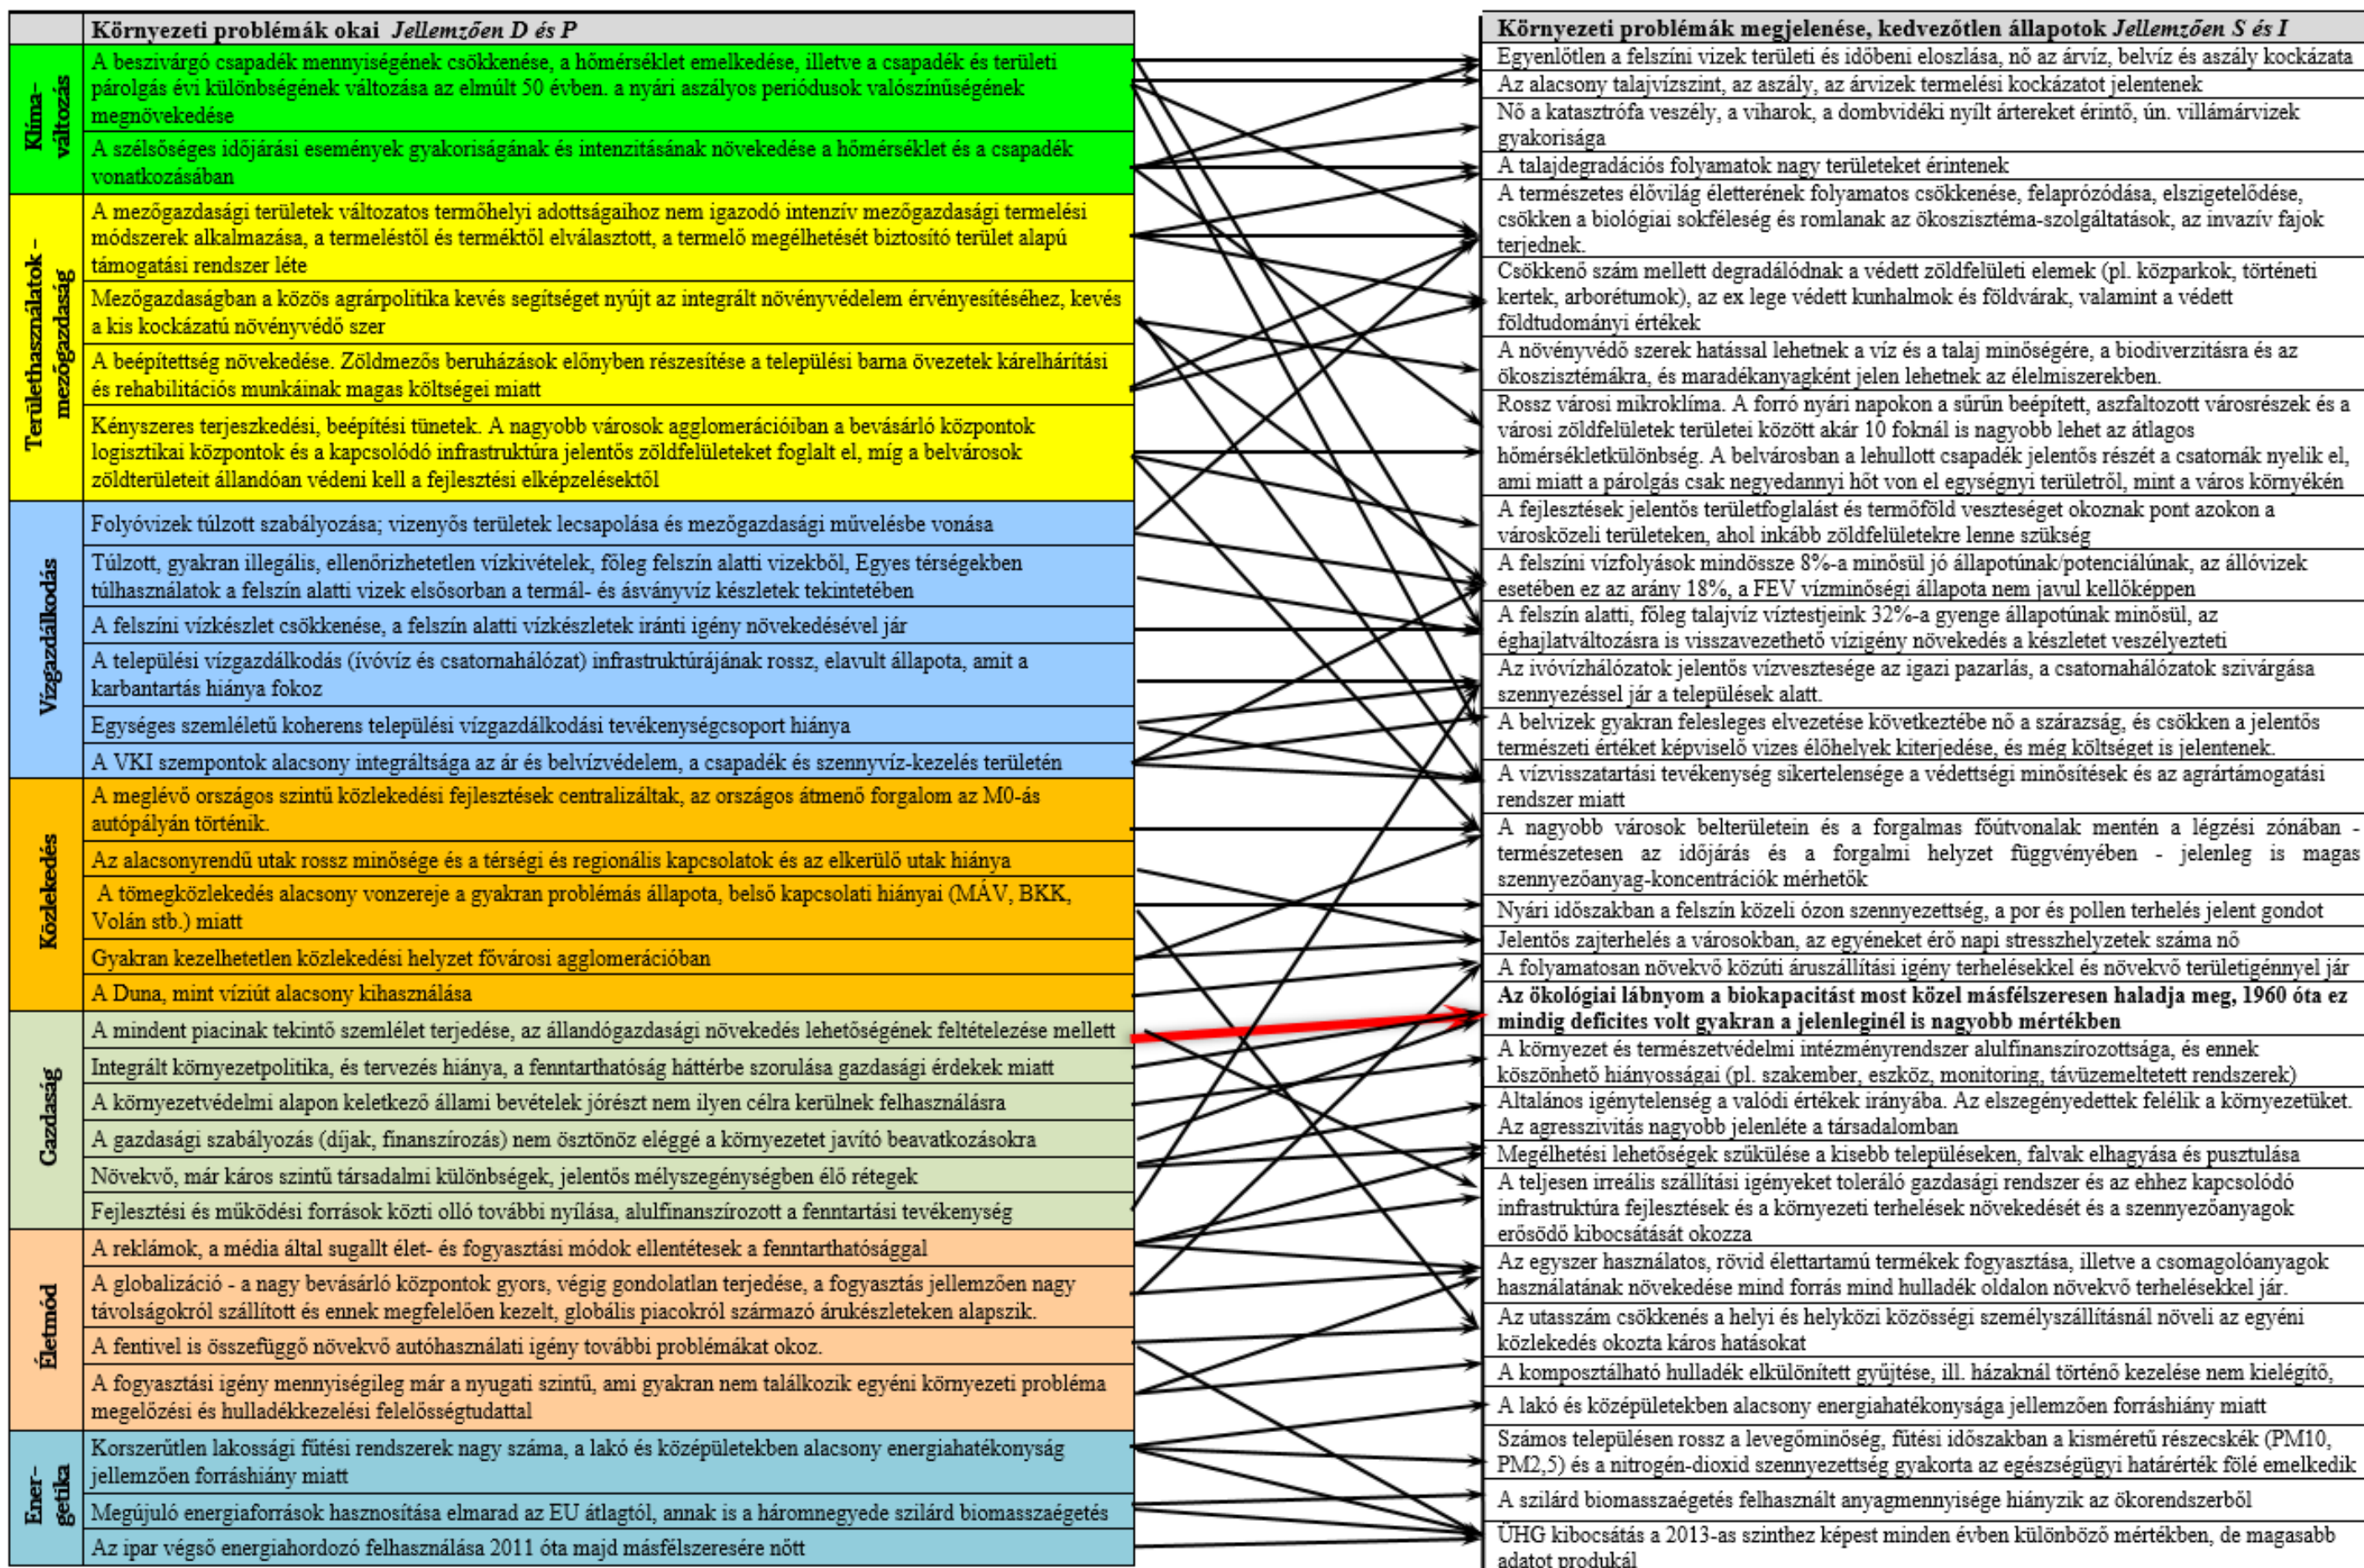 Környezeti problémák okai Jellemzően D és P
Klíma–
változás
A beszivárgó csapadék mennyiségének csökkenése, a hőmérséklet emelkedése, illetve a csapadék és területi
párolgás évi különbségének változása az elmúlt 50 évben. a nyári aszályos periódusok valószínűségének
megnövekedése
A szélsőséges időjárási események gyakoriságának és intenzitásának növekedése a hőmérséklet és a csapadék
vonatkozásában
Területhasználatok –
mezőgazdaság
A mezőgazdasági területek változatos termőhelyi adottságaihoz nem igazodó intenzív mezőgazdasági termelési
módszerek alkalmazása, a termeléstől és terméktől elválasztott, a termelő megélhetését biztosító terület alapú
támogatási rendszer léte
Mezőgazdaságban a közös agrárpolitika kevés segítséget nyújt az integrált növényvédelem érvényesítéséhez, kevés
a kis kockázatú növényvédő szer
A beépítettség növekedése. Zöldmezős beruházások előnyben részesítése a települési barna övezetek kárelhárítási
és rehabilitációs munkáinak magas költségei miatt
Kényszeres terjeszkedési, beépítési tünetek. A nagyobb városok agglomerációiban a bevásárló központok
logisztikai központok és a kapcsolódó infrastruktúra jelentős zöldfelületeket foglalt el, míg a belvárosok
zöldterületeit állandóan védeni kell a fejlesztési elképzelésektől
Vízgazdálkodás
Folyóvizek túlzott szabályozása; vizenyős területek lecsapolása és mezőgazdasági művelésbe vonása
Túlzott, gyakran illegális, ellenőrizhetetlen vízkivételek, főleg felszín alatti vizekből, Egyes térségekben
túlhasználatok a felszín alatti vizek elsősorban a termál- és ásványvíz készletek tekintetében
A felszíni vízkészlet csökkenése, a felszín alatti vízkészletek iránti igény növekedésével jár
A települési vízgazdálkodás (ívóvíz és csatornahálózat) infrastruktúrájának rossz, elavult állapota, amit a
karbantartás hiánya fokoz
Egységes szemléletű koherens települési vízgazdálkodási tevékenységcsoport hiánya
A VKI szempontok alacsony integráltsága az ár és belvízvédelem, a csapadék és szennyvíz-kezelés területén
Közlekedés
A meglévő országos szintű közlekedési fejlesztések centralizáltak, az országos átmenő forgalom az M0-ás
autópályán történik.
Az alacsonyrendű utak rossz minősége és a térségi és regionális kapcsolatok és az elkerülő utak hiánya
A tömegközlekedés alacsony vonzereje a gyakran problémás állapota, belső kapcsolati hiányai (MÁV, BKK,
Volán stb.) miatt
Gyakran kezelhetetlen közlekedési helyzet fővárosi agglomerációban
A Duna, mint víziút alacsony kihasználása
Gazdaság
A mindent piacinak tekintő szemlélet terjedése, az állandógazdasági növekedés lehetőségének feltételezése mellett
Integrált környezetpolitika, és tervezés hiánya, a fenntarthatóság háttérbe szorulása gazdasági érdekek miatt
A környezetvédelmi alapon keletkező állami bevételek jórészt nem ilyen célra kerülnek felhasználásra
A gazdasági szabályozás (díjak, fínanszírozás) nem ösztönöz eléggé a környezetet javító beavatkozásokra
Növekvő, már káros szintű társadalmi különbségek, jelentős mélyszegénységben élő rétegek
Fejlesztési és működési források közti olló további nyílása, alulfinanszírozott a fenntartási tevékenység
Életmód
A reklámok, a média által sugallt élet- és fogyasztási módok ellentétesek a fenntarthatósággal
A globalizáció - a nagy bevásárló központok gyors, végig gondolatlan terjedése, a fogyasztás jellemzően nagy
távolságokról szállított és ennek megfelelően kezelt, globális piacokról származó árukészleteken alapszik.
A fentivel is összefüggő növekvő autóhasználati igény további problémákat okoz.
A fogyasztási igény mennyiségileg már a nyugati szintű, ami gyakran nem találkozik egyéni környezeti probléma
megelőzési és hulladékkezelési felelősségtudattal
Ener–
getika
Korszerűtlen lakossági fűtési rendszerek nagy száma, a lakó és középületekben alacsony energiahatékonyság
jellemzően forráshiány miatt
Megújuló energiaforrások hasznosítása elmarad az EU átlagtól, annak is a háromnegyede szilárd biomasszaégetés
Az ipar végső energiahordozó felhasználása 2011 óta majd másfélszeresére nőtt
Környezeti problémák megjelenése, kedvezőtlen állapotok Jellemzően S és I
Egyenlőtlen a felszíni vizek területi és időbeni eloszlása, nő az árvíz, belvíz és aszály kockázata
Az alacsony talajvízszint, az aszály, az árvizek termelési kockázatot jelentenek
Nő a katasztrófa veszély, a viharok, a dombvidéki nyílt ártereket érintő, ún. villámárvizek
gyakorisága
A talajdegradációs folyamatok nagy területeket érintenek
A természetes élővilág életterének folyamatos csökkenése, felaprózódása, elszigetelődése,
csökken a biológiai sokféleség és romlanak az ökoszisztéma-szolgáltatások, az invazív fajok
terjednek.
Csökkenő szám mellett degradálódnak a védett zöldfelületi elemek (pl. közparkok, történeti
kertek, arborétumok), az ex lege védett kunhalmok és földvárak, valamint a védett
földtudományi értékek
A növényvédő szerek hatással lehetnek a víz és a talaj minőségére, a biodiverzitásra és az
ökoszisztémákra, és maradékanyagként jelen lehetnek az élelmiszerekben.
Rossz városi mikroklíma. A forró nyári napokon a sűrűn beépített, aszfaltozott városrészek és a
városi zöldfelületek területei között akár 10 foknál is nagyobb lehet az átlagos
hőmérsékletkülönbség. A belvárosban a lehullott csapadék jelentős részét a csatornák nyelik el,
ami miatt a párolgás csak negyedannyi hőt von el egységnyi területről, mint a város környékén
A fejlesztések jelentős területfoglalást és termőföld veszteséget okoznak pont azokon a
városközeli területeken, ahol inkább zöldfelületekre lenne szükség
A felszíni vízfolyások mindössze 8%-a minősül jó állapotúnak/potenciálúnak, az állóvizek
esetében ez az arány 18%, a FEV vízminőségi állapota nem javul kellőképpen
A felszín alatti, főleg talajvíz víztestjeink 32%-a gyenge állapotúnak minősül, az
éghajlatváltozásra is visszavezethető vízigény növekedés a készletet veszélyezteti
Az ivóvízhálózatok jelentős vízvesztesége az igazi pazarlás, a csatornahálózatok szivárgása
szennyezéssel jár a települések alatt.
A belvizek gyakran felesleges elvezetése következtébe nő a szárazság, és csökken a jelentős
természeti értéket képviselő vizes élőhelyek kiterjedése, és még költséget is jelentenek.
A vízvisszatartási tevékenység sikertelensége a védettségi minősítések és az agrártámogatási
rendszer miatt
A nagyobb városok belterületein és a forgalmas főútvonalak mentén a légzési zónában -
természetesen az időjárás és a forgalmi helyzet függvényében - jelenleg is magas
szennyezőanyag-koncentrációk mérhetők
Nyári időszakban a felszín közeli ózon szennyezettség, a por és pollen terhelés jelent gondot
Jelentős zajterhelés a városokban, az egyéneket érő napi stresszhelyzetek száma nő
A folyamatosan növekvő közúti áruszállítási igény terhelésekkel és növekvő területigénnyel jár
Az ökológiai lábnyom a biokapacitást most közel másfélszeresen haladja meg, 1960 óta ez
mindig deficites volt gyakran a jelenleginél is nagyobb mértékben
A környezet és természetvédelmi intézményrendszer alulfinanszírozottsága, és ennek
köszönhető hiányosságai (pl. szakember, eszköz, monitoring, távüzemeltetett rendszerek)
Általános igénytelenség a valódi értékek irányába. Az elszegényedettek felélik a környezetüket.
Az agresszivitás nagyobb jelenléte a társadalomban
Megélhetési lehetőségek szűkülése a kisebb településeken, falvak elhagyása és pusztulása
A teljesen irreális szállítási igényeket toleráló gazdasági rendszer és az ehhez kapcsolódó
infrastruktúra fejlesztések és a környezeti terhelések növekedését és a szennyezőanyagok
erősödő kibocsátását okozza
Az egyszer használatos, rövid élettartamú termékek fogyasztása, illetve a csomagolóanyagok
használatának növekedése mind forrás mind hulladék oldalon növekvő terhelésekkel jár.
Az utasszám csökkenés a helyi és helyközi közösségi személyszállításnál növeli az egyéni
közlekedés okozta káros hatásokat
A komposztálható hulladék elkülönített gyűjtése, ill. házaknál történő kezelése nem kielégítő,
A lakó és középületekben alacsony energiahatékonysága jellemzően forráshiány miatt
Számos településen rossz a levegőminőség, fűtési időszakban a kisméretű részecskék (PM10,
PM2,5) és a nitrogén-dioxid szennyezettség gyakorta az egészségügyi határérték fölé emelkedik
A szilárd biomasszaégetés felhasznált anyagmennyisége hiányzik az ökorendszerből
ÜHG kibocsátás a 2013-as szinthez képest minden évben különböző mértékben, de magasabb
adatot produkál